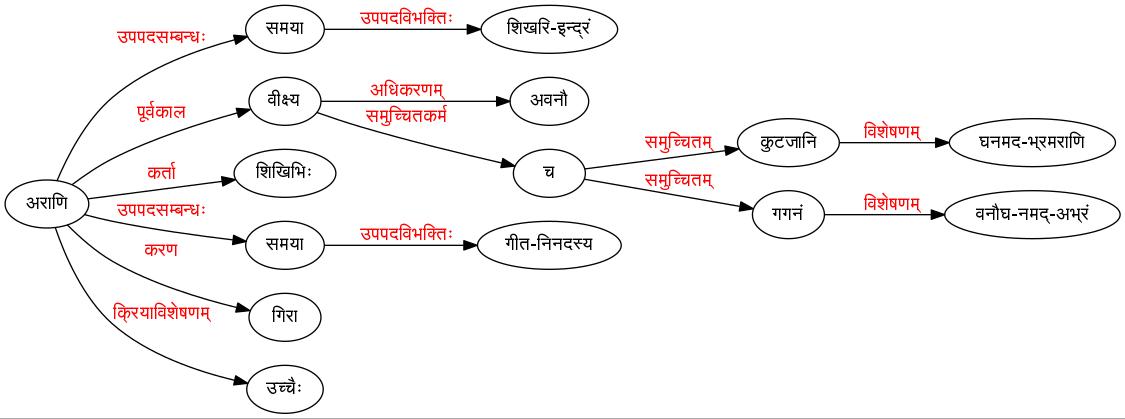 उपपदसम्बन्धः
समया
उपपदविभक्तिः
शिखरि-इन्द्रं
पूर्वकाल
वीक्ष्य
अधिकरणम्
अवनौ
समुच्चितकर्म
च
समुच्चितम्
कुटजानि
विशेषणम्
घनमद-भ्रमराणि
समुच्चितम्
गगनं
विशेषणम्
वनौघ-नमद्-अभ्रं
अराणि
कर्ता
शिखिभिः
उपपदसम्बन्धः
समया
उपपदविभक्तिः
गीत-निनदस्य
करण
गिरा
क्रियाविशेषणम्
उच्चैः